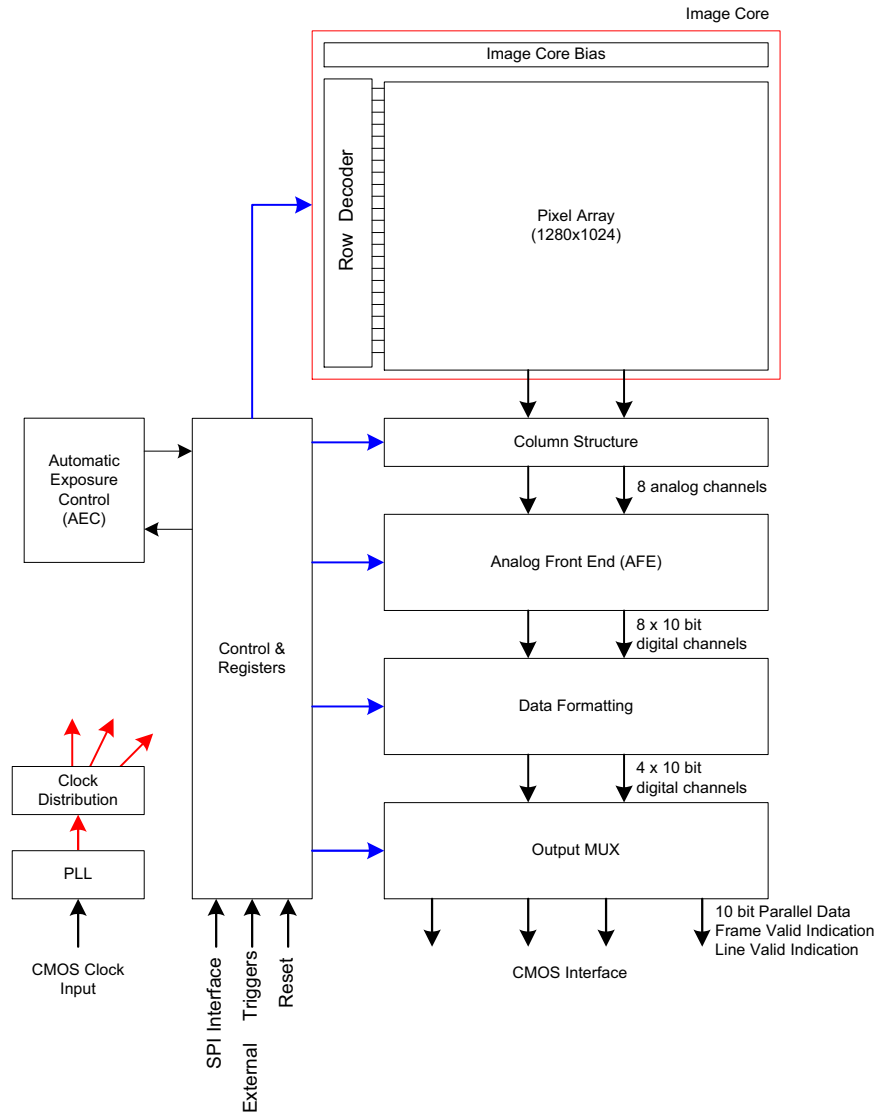 Image Core
Image Core Bias
Row Decoder
Pixel Array
(1280x1024)
Column Structure
8 analog channels
Automatic
Exposure
Control
(AEC)
Analog Front End (AFE)
8 x 10 bit
digital channels
Control &
Registers
Data Formatting
4 x 10 bit
digital channels
Clock
Distribution
PLL
Output MUX
CMOS Clock
Input
SPI Interface
External Triggers
Reset
10 bit Parallel Data
Frame Valid Indication
Line Valid Indication
CMOS Interface